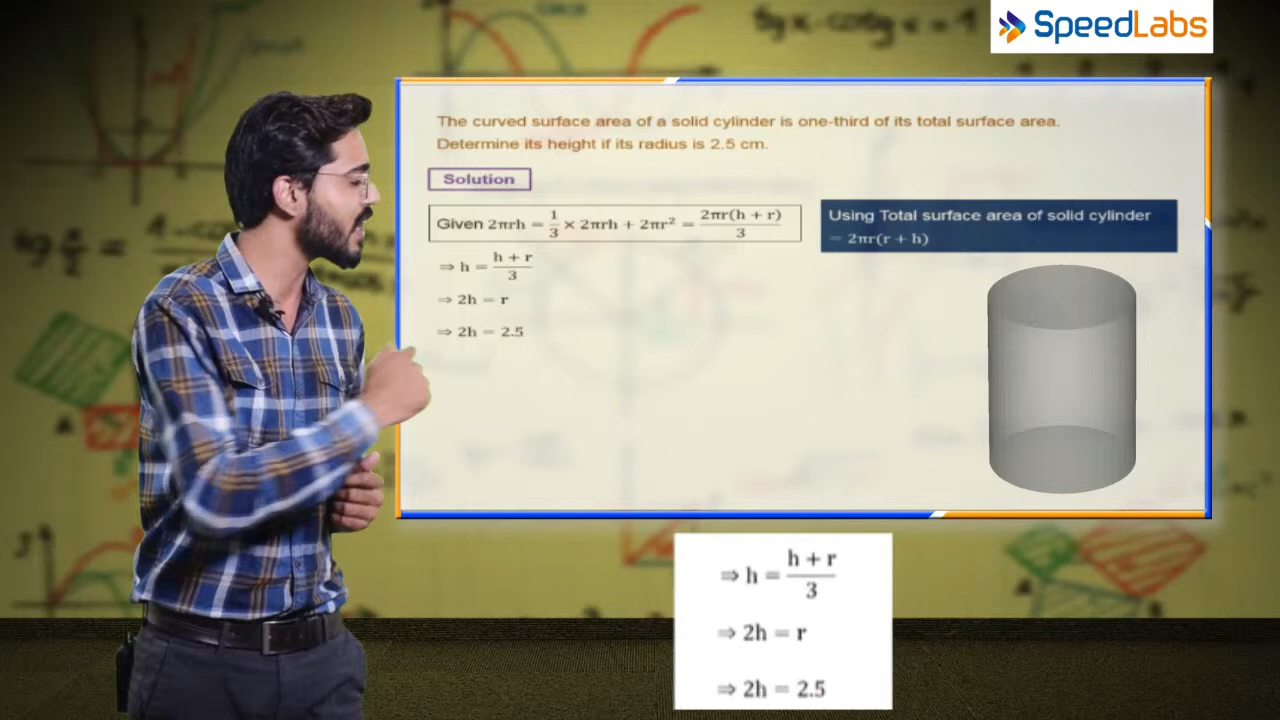 SpeedLabs
The curved surface area of a solid cylinder is one-third of its total surface area.
Determine its height if its radius is 2.5 cm.
Solution
Given 2πrh = 1/3 × 2πrh + 2πr² = 2πr(h + r)/3
Using Total surface area of solid cylinder
= 2πr(r + h)
⇒ h = h + r/3
⇒ 2h = r
⇒ 2h = 2.5
⇒ h = h + r/3
⇒ 2h = r
⇒ 2h = 2.5